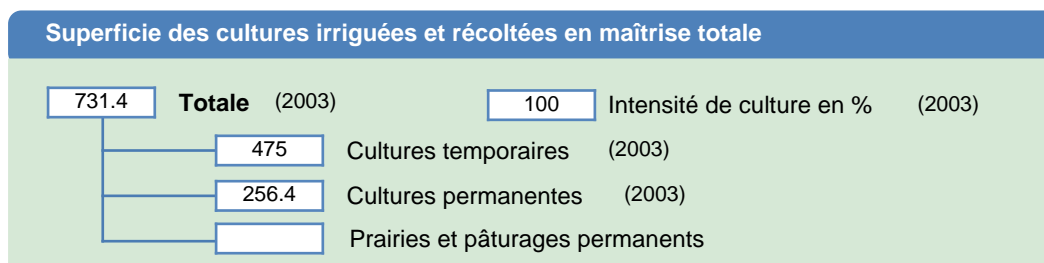 Superficie des cultures irriguées et récoltées en maîtrise totale
731.4 Totale (2003) 100 Intensité de culture en % (2003)
475 Cultures temporaires (2003)
256.4 Cultures permanentes (2003)
Prairies et pâturages permanents